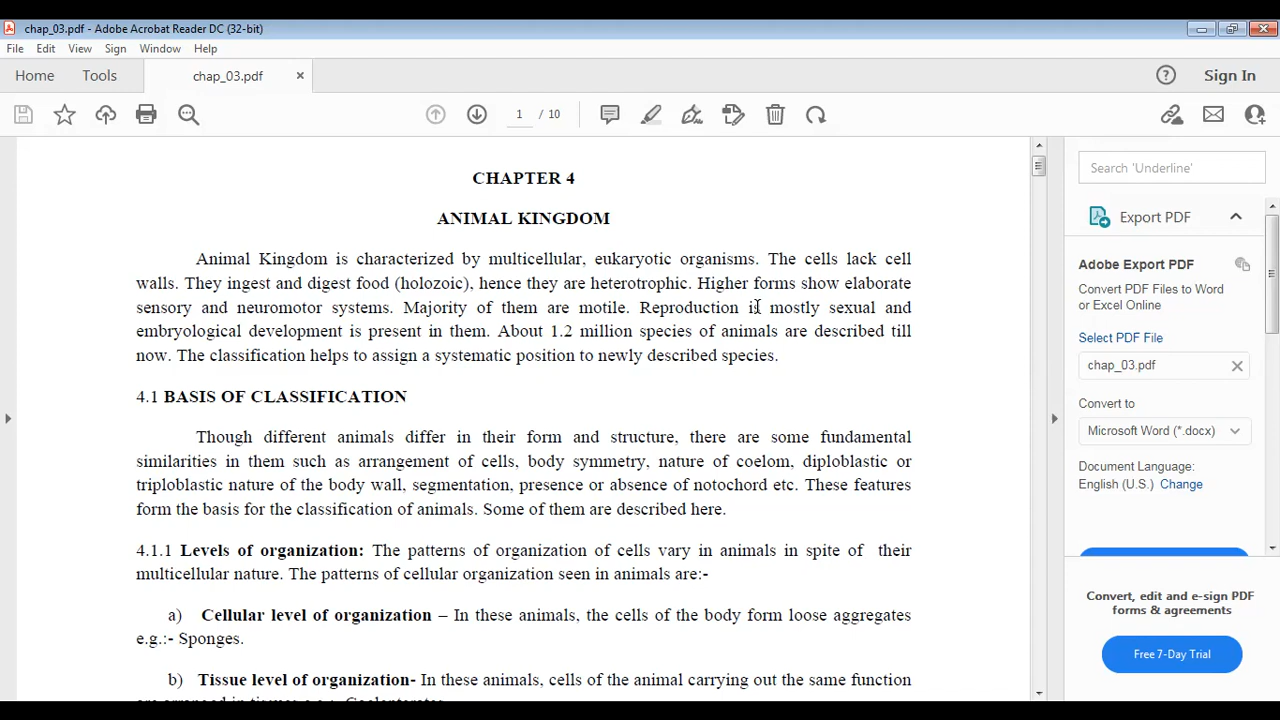 chap_03.pdf - Adobe Acrobat Reader DC (32-bit)
File Edit View Sign Window Help
Home Tools chap_03.pdf × Sign In
1 / 10
CHAPTER 4
ANIMAL KINGDOM
Animal Kingdom is characterized by multicellular, eukaryotic organisms. The cells lack cell
walls. They ingest and digest food (holozoic), hence they are heterotrophic. Higher forms show elaborate
sensory and neuromotor systems. Majority of them are motile. Reproduction is mostly sexual and
embryological development is present in them. About 1.2 million species of animals are described till
now. The classification helps to assign a systematic position to newly described species.
4.1 BASIS OF CLASSIFICATION
Though different animals differ in their form and structure, there are some fundamental
similarities in them such as arrangement of cells, body symmetry, nature of coelom, diploblastic or
triploblastic nature of the body wall, segmentation, presence or absence of notochord etc. These features
form the basis for the classification of animals. Some of them are described here.
4.1.1 Levels of organization: The patterns of organization of cells vary in animals in spite of their
multicellular nature. The patterns of cellular organization seen in animals are:-
a) Cellular level of organization – In these animals, the cells of the body form loose aggregates
e.g.:- Sponges.
b) Tissue level of organization- In these animals, cells of the animal carrying out the same function
Search 'Underline'
Export PDF
Adobe Export PDF
Convert PDF Files to Word
or Excel Online
Select PDF File
chap_03.pdf
Convert to
Microsoft Word (*.docx)
Document Language:
English (U.S.) Change
Convert, edit and e-sign PDF
forms & agreements
Free 7-Day Trial